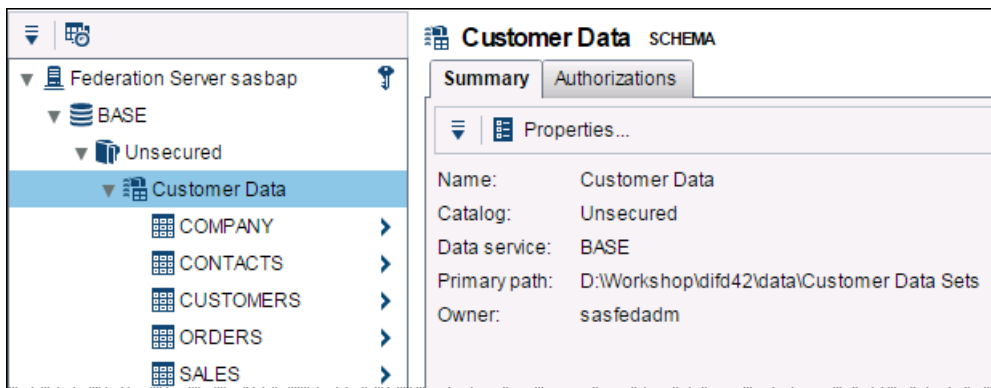 Federation Server sasbap
BASE
Unsecured
Customer Data
COMPANY
CONTACTS
CUSTOMERS
ORDERS
SALES
Customer Data SCHEMA
Summary Authorizations
Properties...
Name: Customer Data
Catalog: Unsecured
Data service: BASE
Primary path: D:\Workshop\difd42\data\Customer Data Sets
Owner: sasfedadm